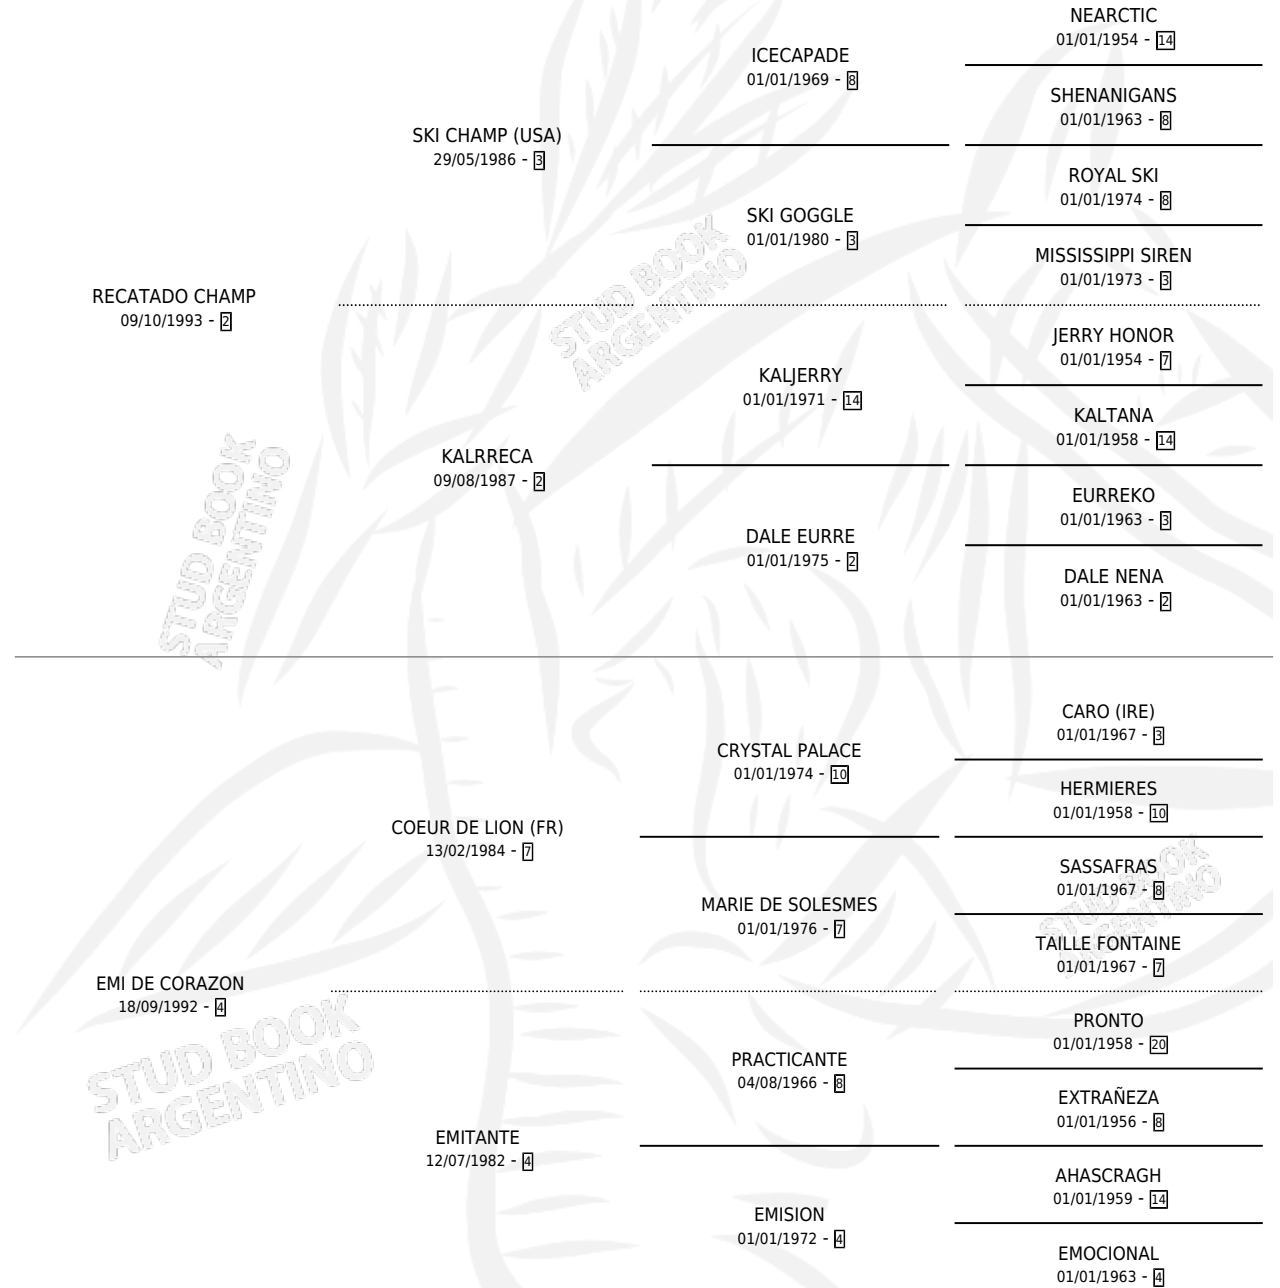 NEARCTIC
01/01/1954 - 14
ICECAPADE
01/01/1969 - 8
SHENANIGANS
01/01/1963 - 8
SKI CHAMP (USA)
29/05/1986 - 3
ROYAL SKI
01/01/1974 - 8
SKI GOGGLE
01/01/1980 - 3
MISSISSIPPI SIREN
01/01/1973 - 3
RECATADO CHAMP
09/10/1993 - 2
JERRY HONOR
01/01/1954 - 7
KALJERRY
01/01/1971 - 14
KALTANA
01/01/1958 - 14
KALRRECA
09/08/1987 - 2
EURREKO
01/01/1963 - 3
DALE EURRE
01/01/1975 - 2
DALE NENA
01/01/1963 - 2
CARO (IRE)
01/01/1967 - 3
CRYSTAL PALACE
01/01/1974 - 10
HERMIERES
01/01/1958 - 10
COEUR DE LION (FR)
13/02/1984 - 7
SASSAFRAS
01/01/1967 - 8
MARIE DE SOLESMES
01/01/1976 - 7
TAILLE FONTAINE
01/01/1967 - 7
EMI DE CORAZON
18/09/1992 - 4
PRONTO
01/01/1958 - 20
PRACTICANTE
04/08/1966 - 8
EXTRAÑEZA
01/01/1956 - 8
EMITANTE
12/07/1982 - 4
AHASCRAGH
01/01/1959 - 14
EMISION
01/01/1972 - 4
EMOCIONAL
01/01/1963 - 4
STUD BOOK
ARGENTINO
STUD BOOK
ARGENTINO
STUD BOOK
ARGENTINO
STUD BOOK
ARGENTINO